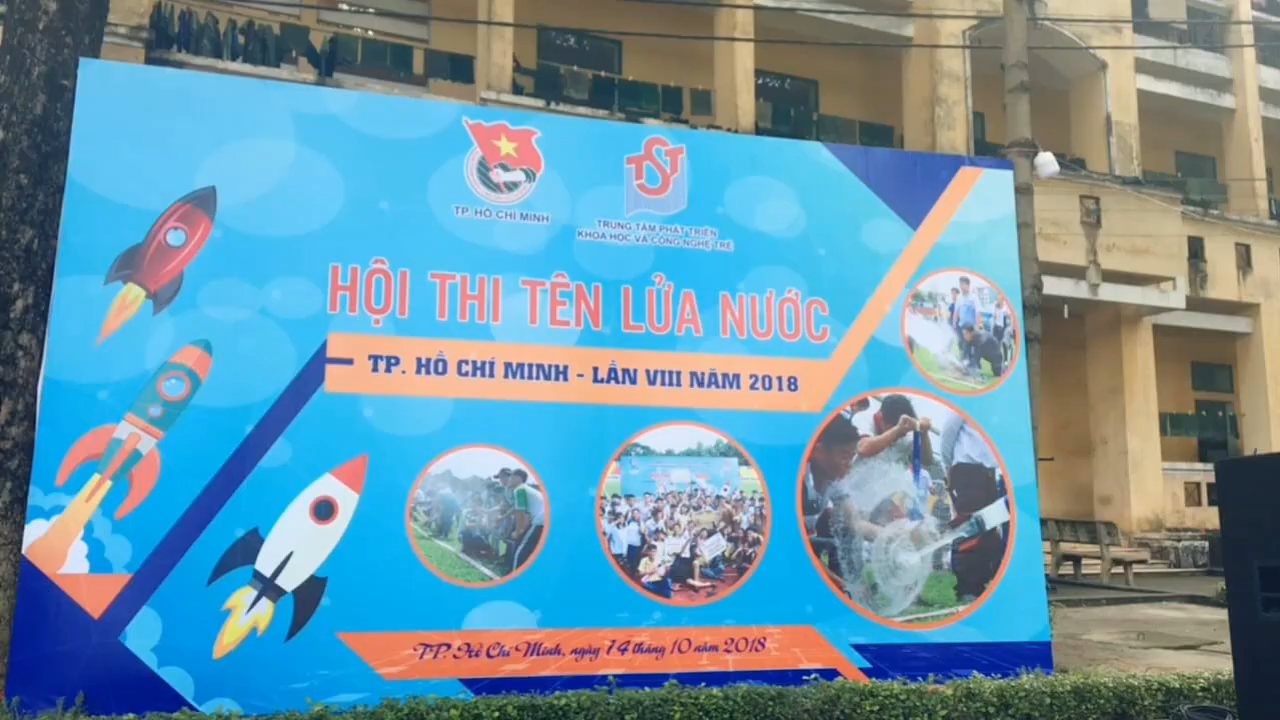 TP. HỒ CHÍ MINH
TST
TRUNG TÂM PHÁT TRIỂN
KHOA HỌC VÀ CÔNG NGHỆ TRẺ
HỘI THI TÊN LỬA NƯỚC
TP. HỒ CHÍ MINH - LẦN VIII NĂM 2018
TP. Hồ Chí Minh, ngày 14 tháng 10 năm 2018